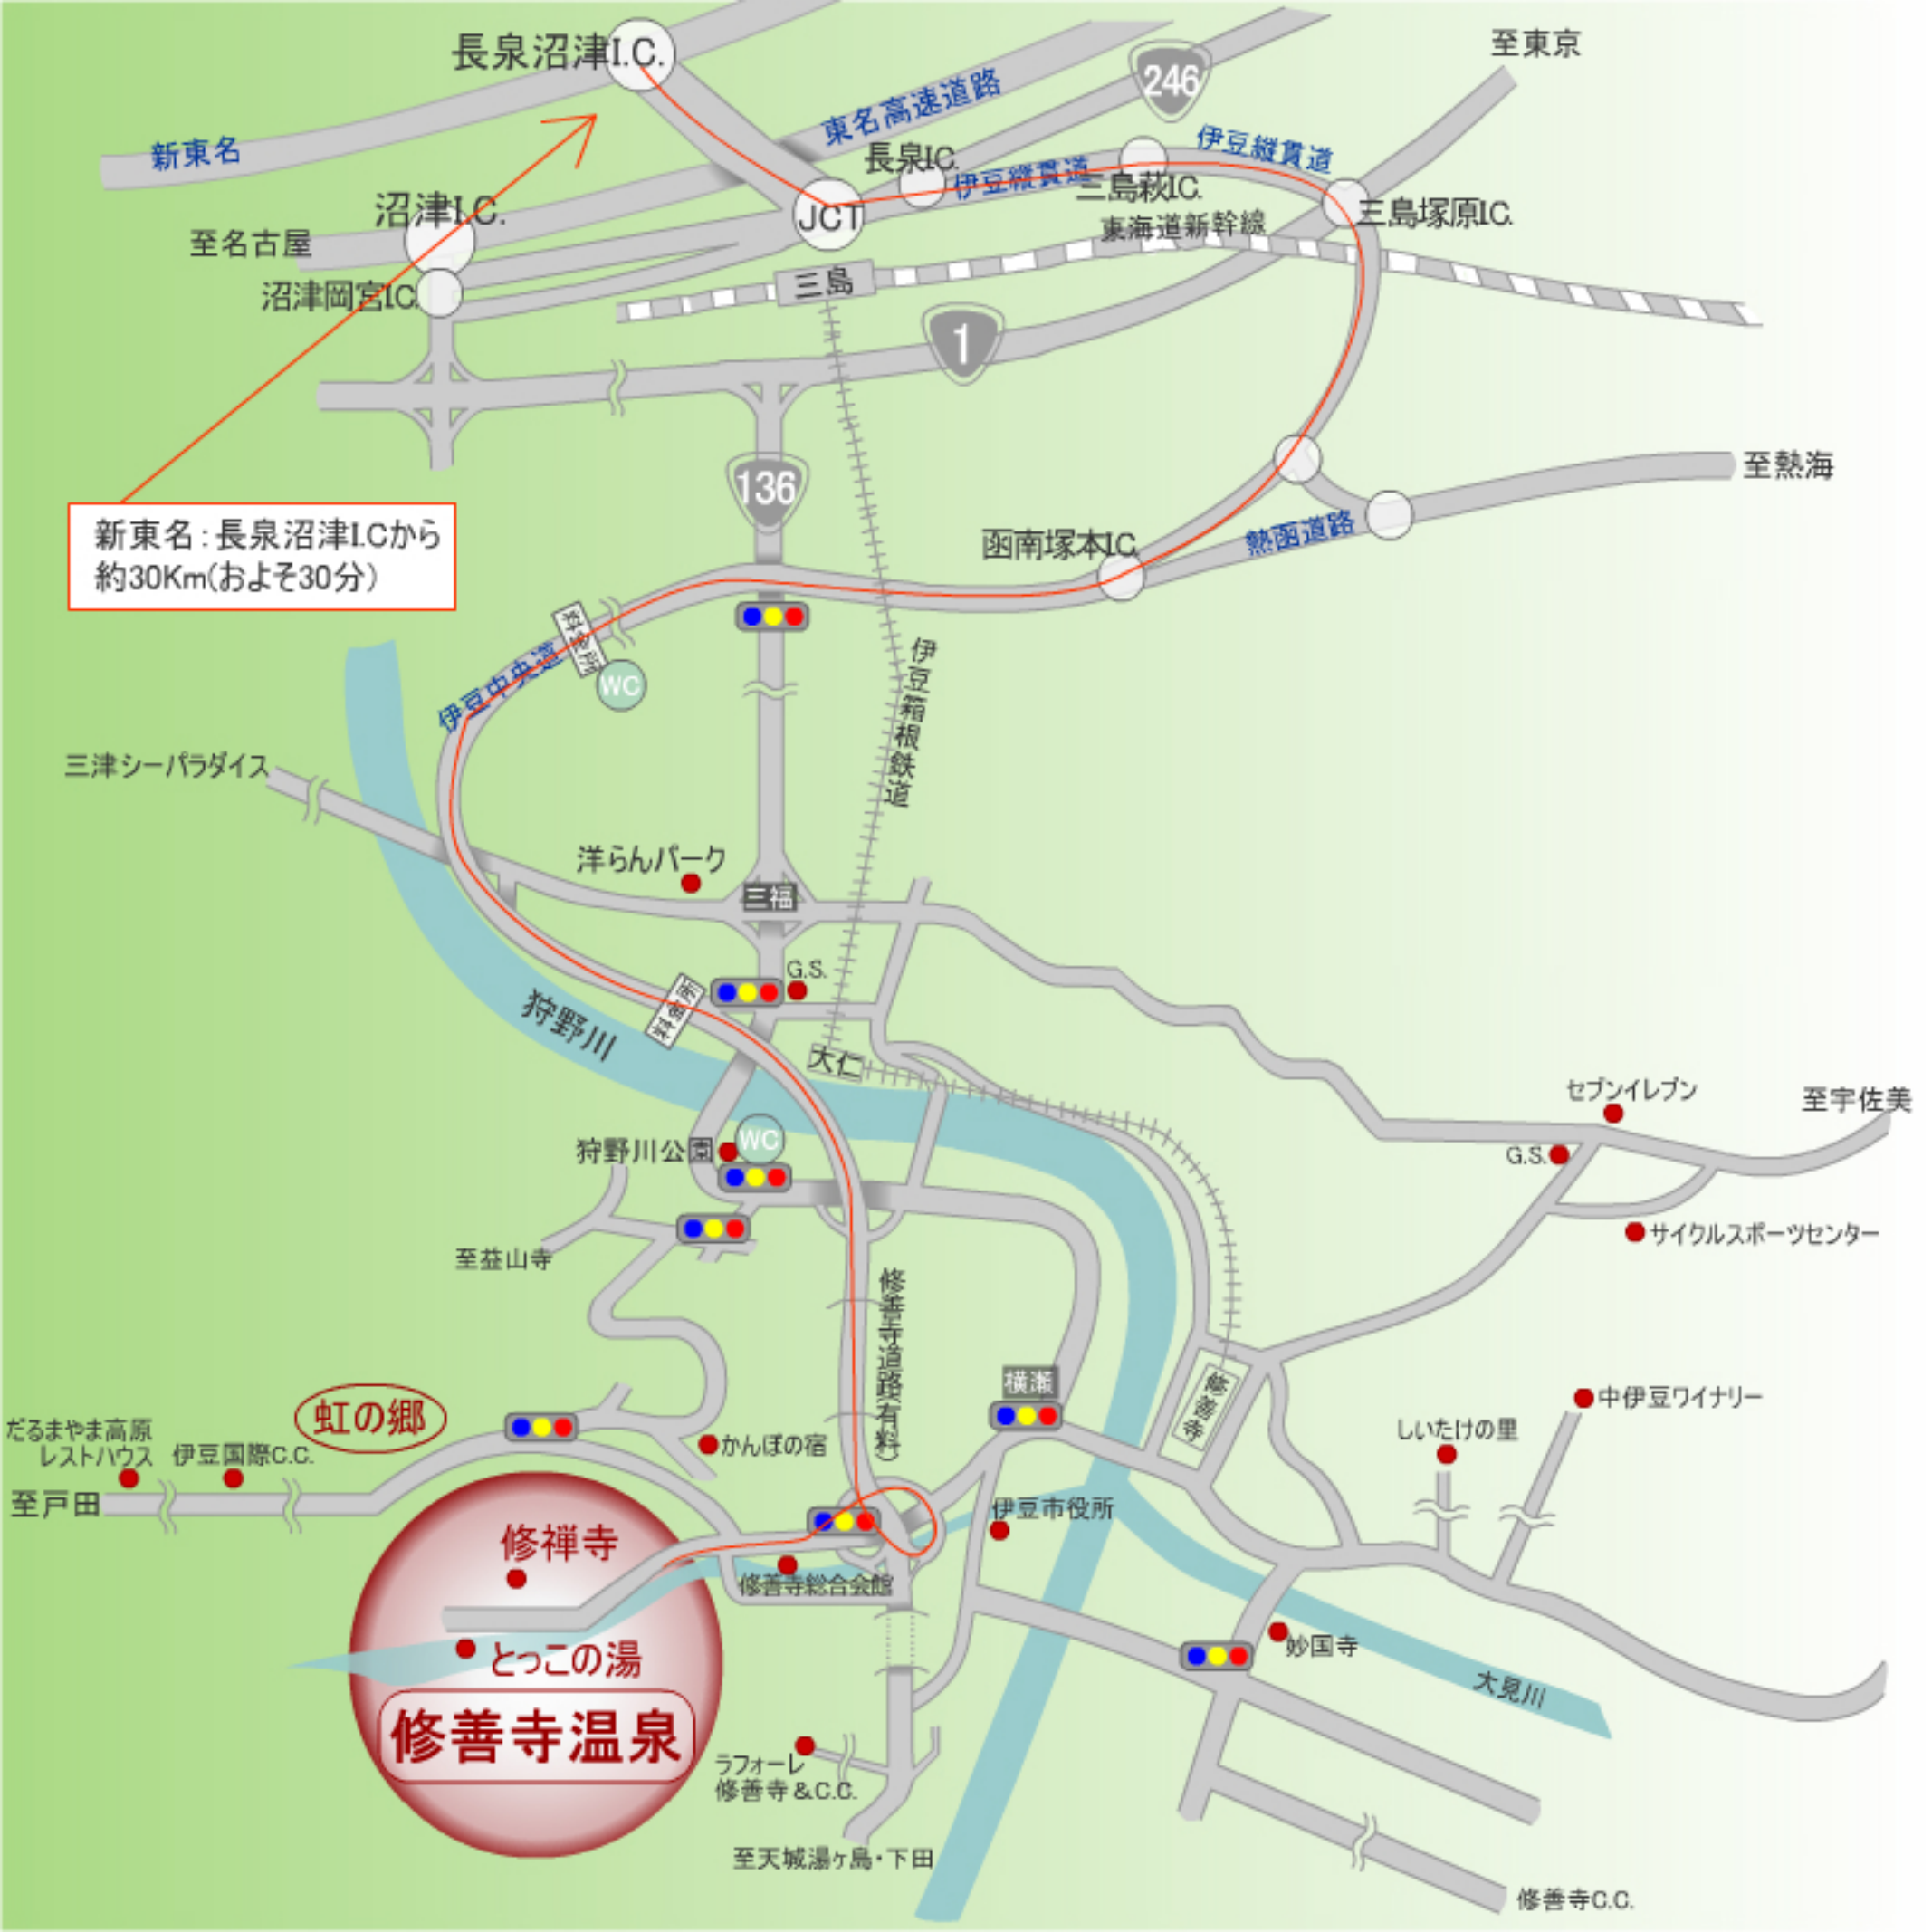 長泉沼津I.C.
至東京
246
新東名
東名高速道路
長泉IC.
伊豆縦貫道
伊豆縦貫道
三島萩IC.
三島塚原IC.
沼津I.C.
JCT
至名古屋
東海道新幹線
沼津岡宮IC.
三島
1
136
至熱海
新東名：長泉沼津I.Cから
約30Km(およそ30分)
函南塚本IC.
熱函道路
料金所
WC
伊豆中央道
伊豆箱根鉄道
三津シーパラダイス
洋らんパーク
三福
G.S.
料金所
狩野川
大仁
セブンイレブン
至宇佐美
狩野川公園
WC
G.S.
サイクルスポーツセンター
至益山寺
修善寺道路(有料)
横瀬
修善寺
中伊豆ワイナリー
しいたけの里
虹の郷
だるまやま高原
レストハウス
伊豆国際C.C.
かんぽの宿
至戸田
伊豆市役所
修禅寺
修善寺総合会館
とっこの湯
妙国寺
大見川
修善寺温泉
ラフォーレ
修善寺＆C.C.
至天城湯ヶ島・下田
修善寺C.C.